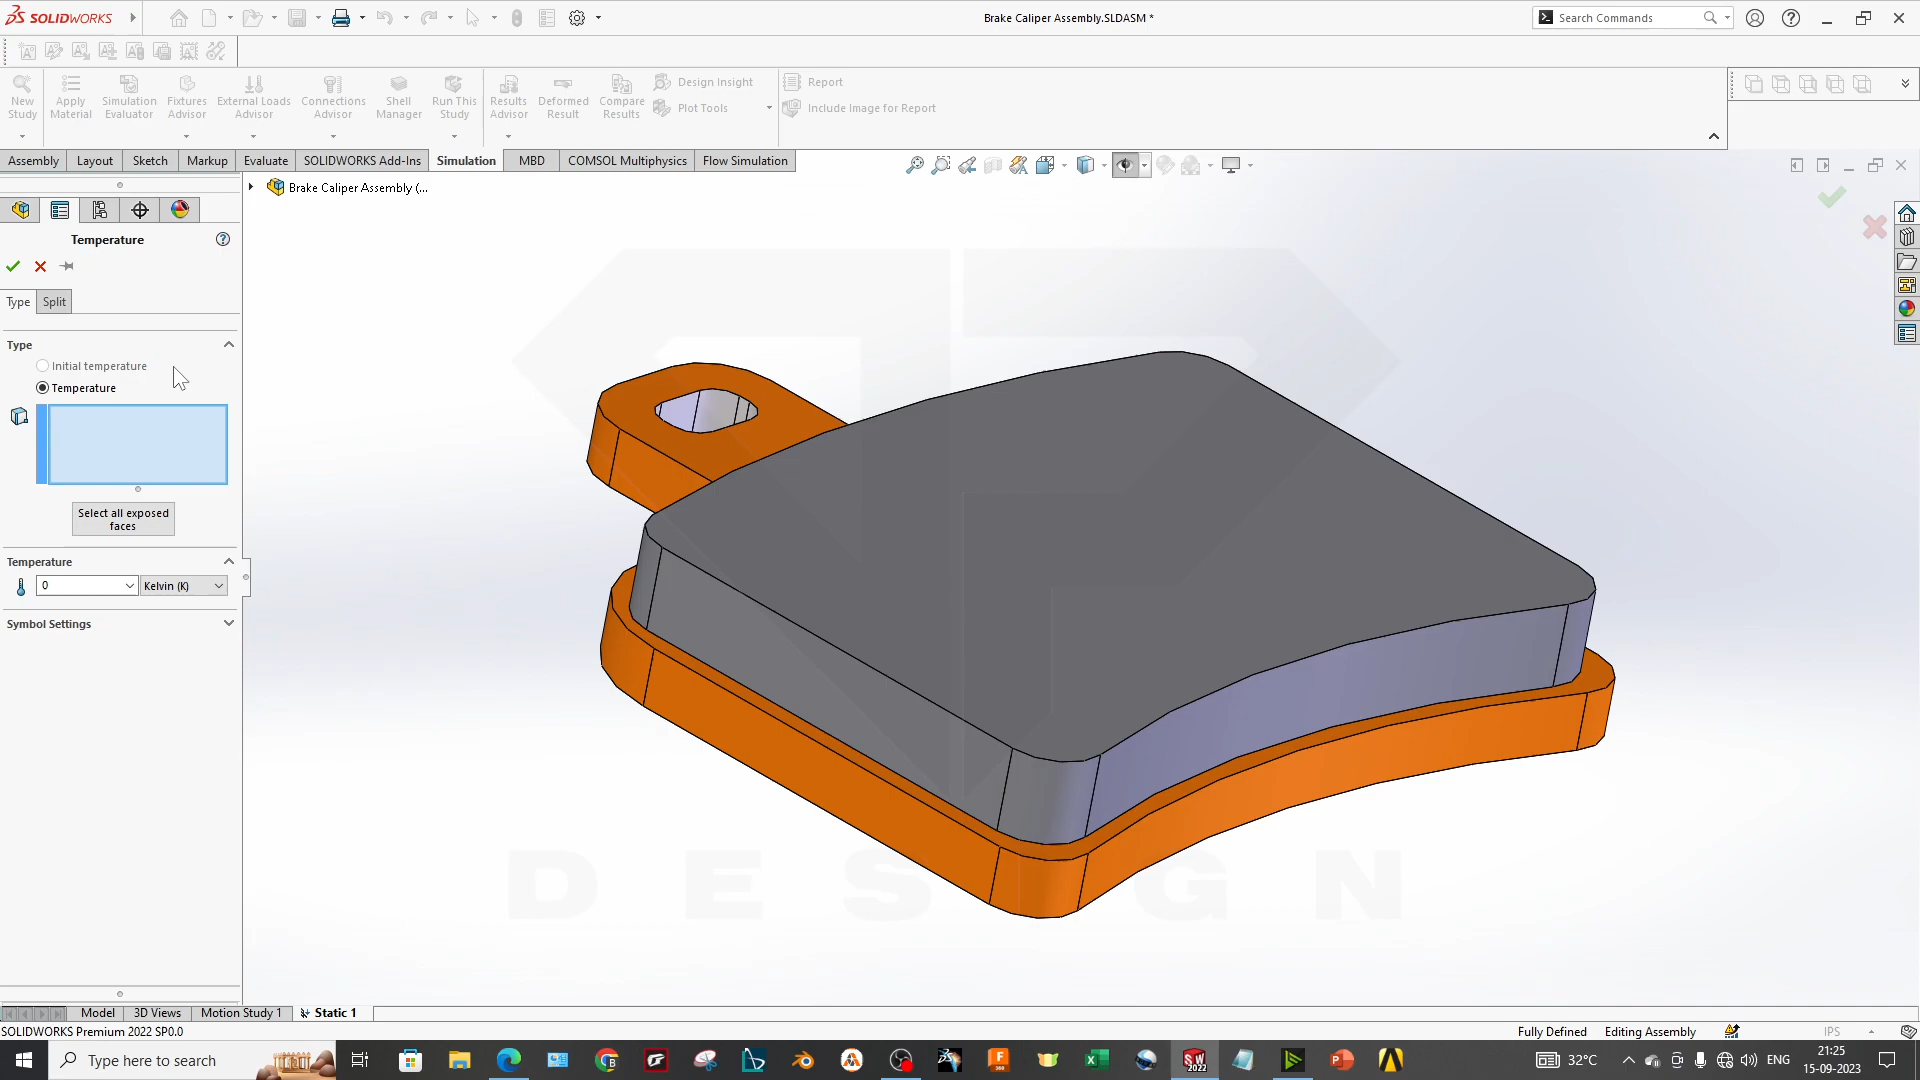 SOLIDWORKS
Brake Caliper Assembly.SLDASM *
Search Commands
New Study
Apply Material
Simulation Evaluator
Fixtures Advisor
External Loads Advisor
Connections Advisor
Shell Manager
Run This Study
Results Advisor
Deformed Result
Compare Results
Design Insight
Plot Tools
Report
Include Image for Report
Assembly
Layout
Sketch
Markup
Evaluate
SOLIDWORKS Add-Ins
Simulation
MBD
COMSOL Multiphysics
Flow Simulation
Brake Caliper Assembly (...
Temperature
Type
Split
Type
Initial temperature
Temperature
Select all exposed
faces
Temperature
0
Kelvin (K)
Symbol Settings
DESIGN
Model
3D Views
Motion Study 1
Static 1
SOLIDWORKS Premium 2022 SP0.0
Fully Defined
Editing Assembly
IPS
Type here to search
SW
2022
32°C
ENG
21:25
15-09-2023